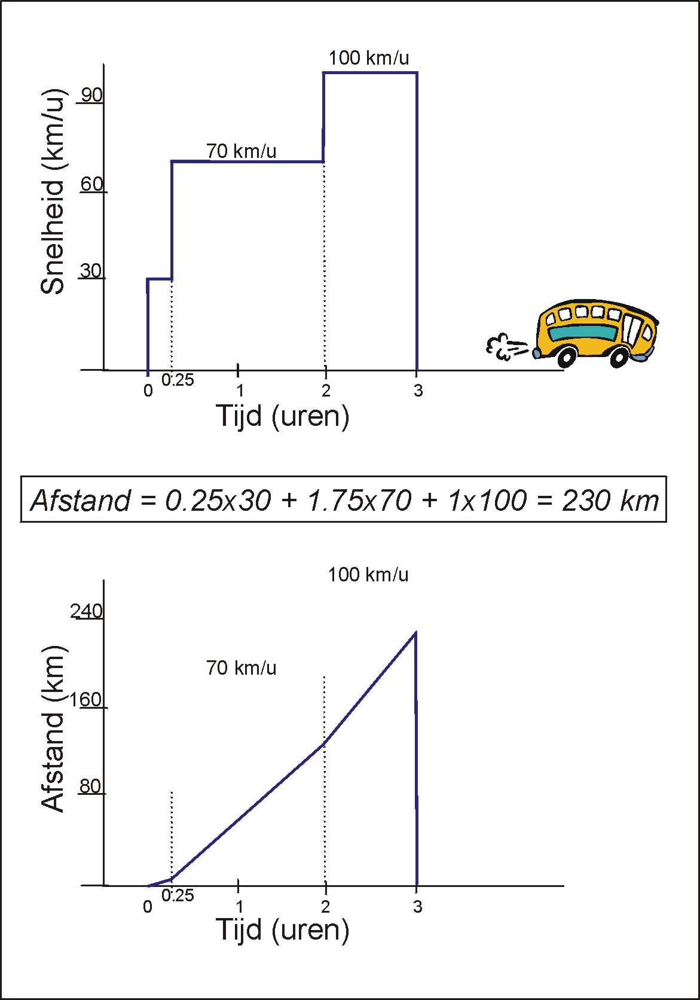 100 km/u
90
70 km/u
60
30
Snelheid (km/u)
0 0.25 1 2 3
Tijd (uren)
Afstand = 0.25x30 + 1.75x70 + 1x100 = 230 km
100 km/u
240
70 km/u
160
80
Afstand (km)
0 0.25 1 2 3
Tijd (uren)